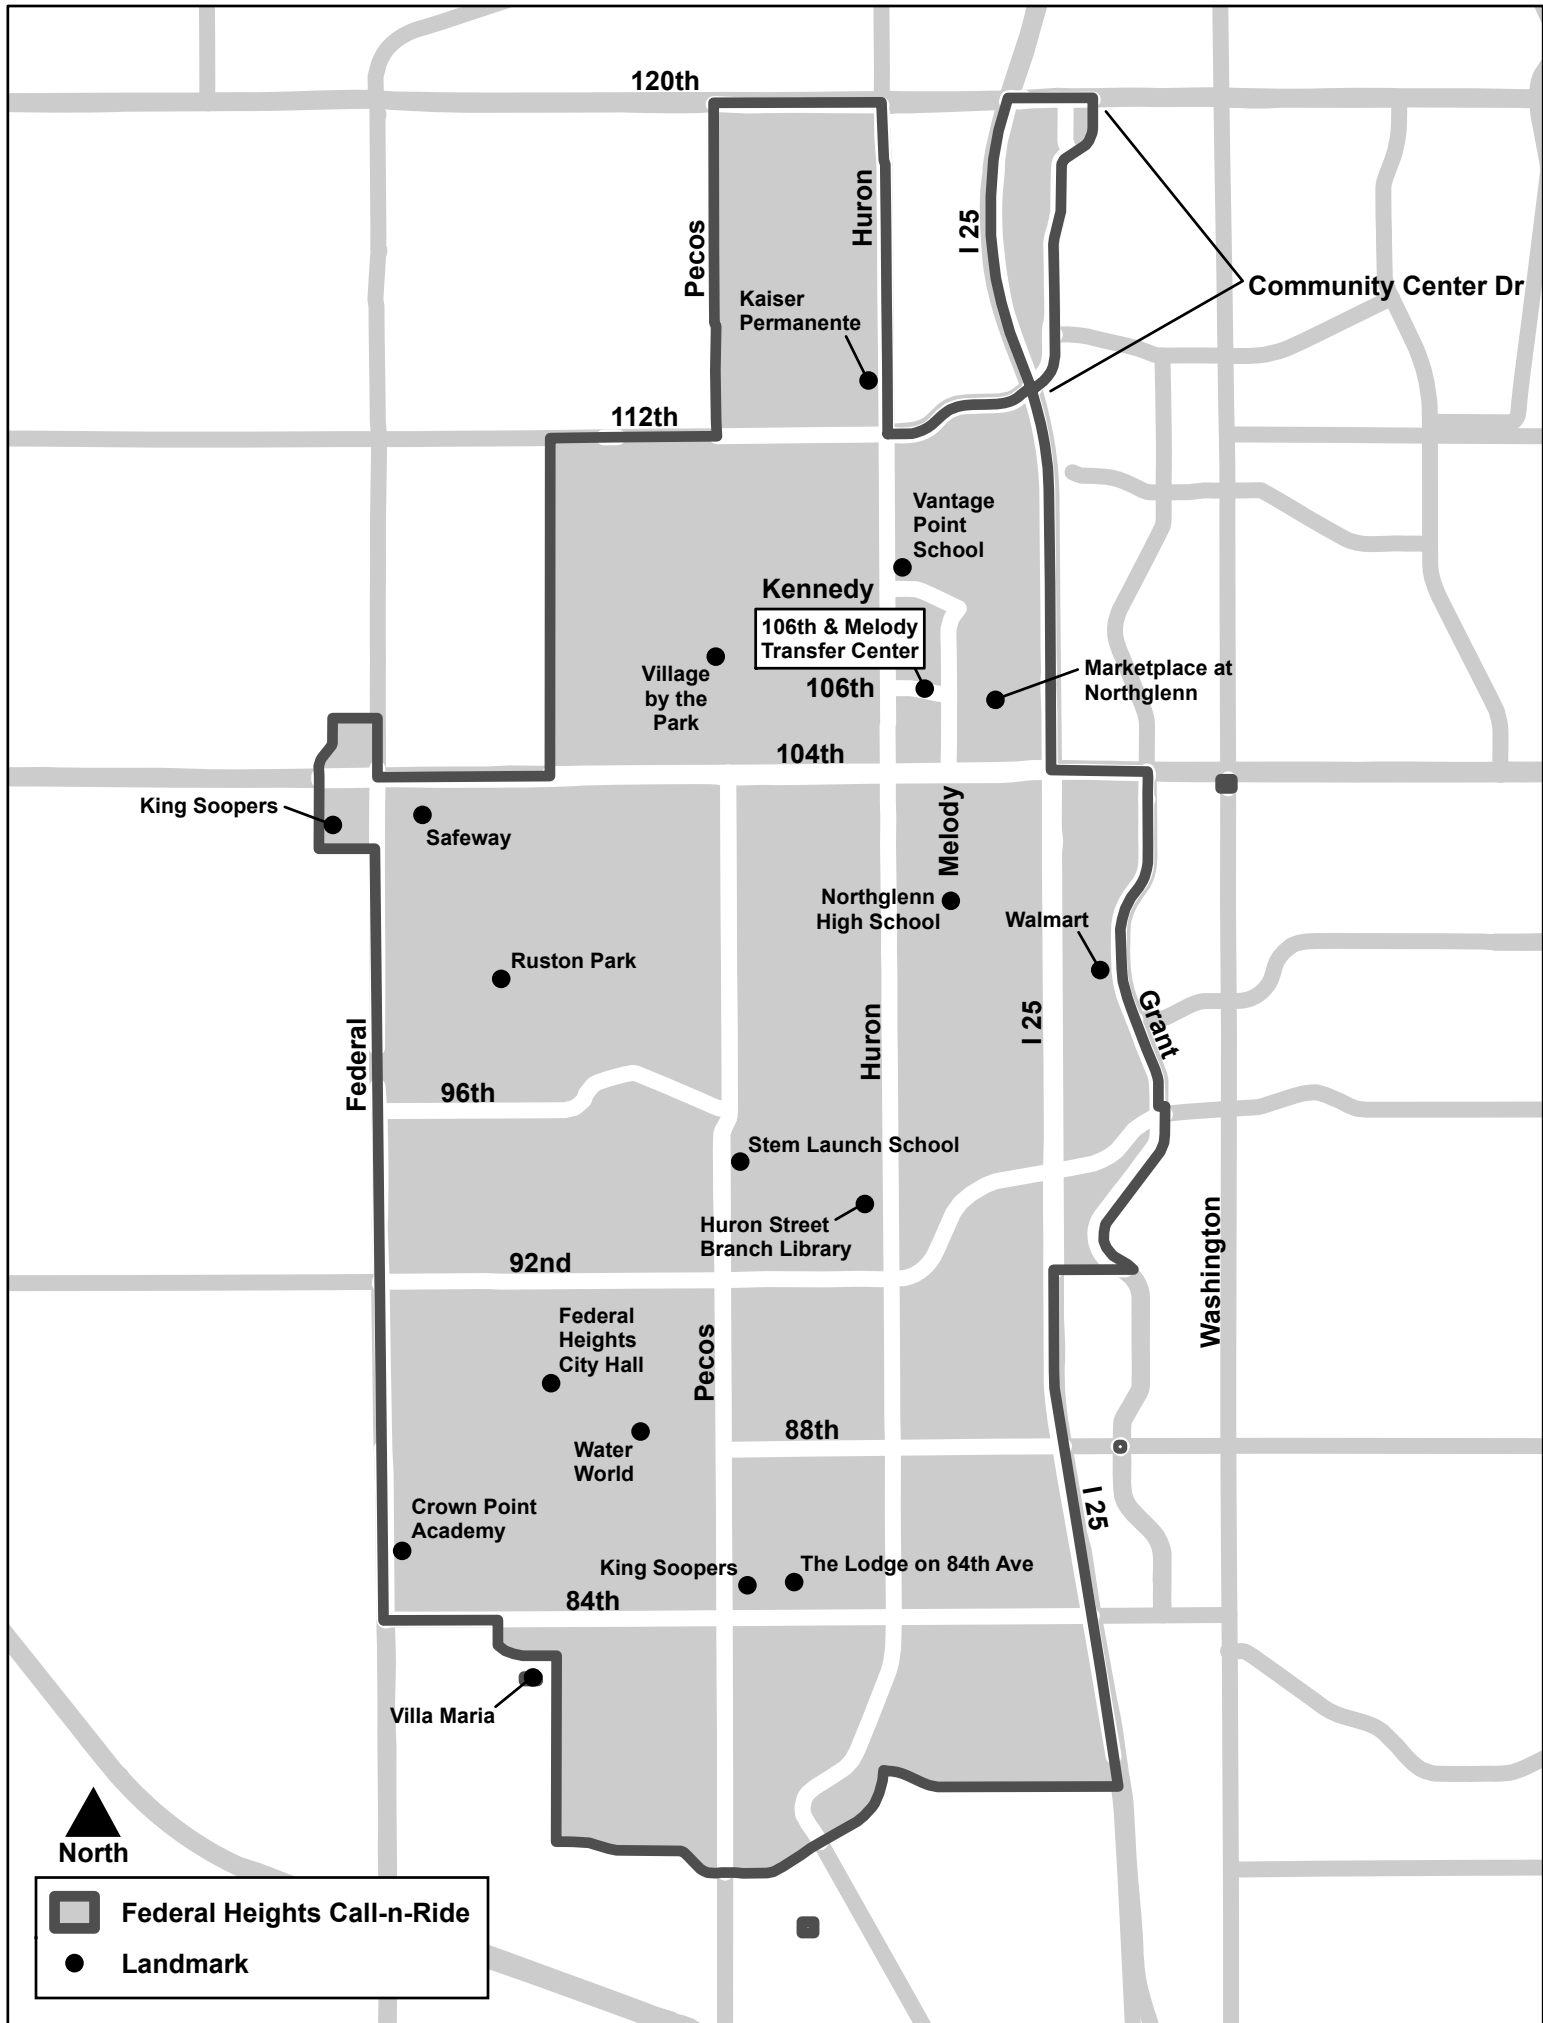 120th
Huron
Pecos
I 25
Community Center Dr
Kaiser
Permanente
112th
Vantage
Point
School
Kennedy
106th & Melody
Transfer Center
Village
by the
Park
106th
Marketplace at
Northglenn
104th
King Soopers
Safeway
Melody
Northglenn
High School
Walmart
Ruston Park
Grant
Federal
Huron
I 25
96th
Stem Launch School
Huron Street
Branch Library
Washington
92nd
Federal
Heights
City Hall
Pecos
Water
World
88th
I 25
Crown Point
Academy
King Soopers
The Lodge on 84th Ave
84th
Villa Maria
North
Federal Heights Call-n-Ride
Landmark